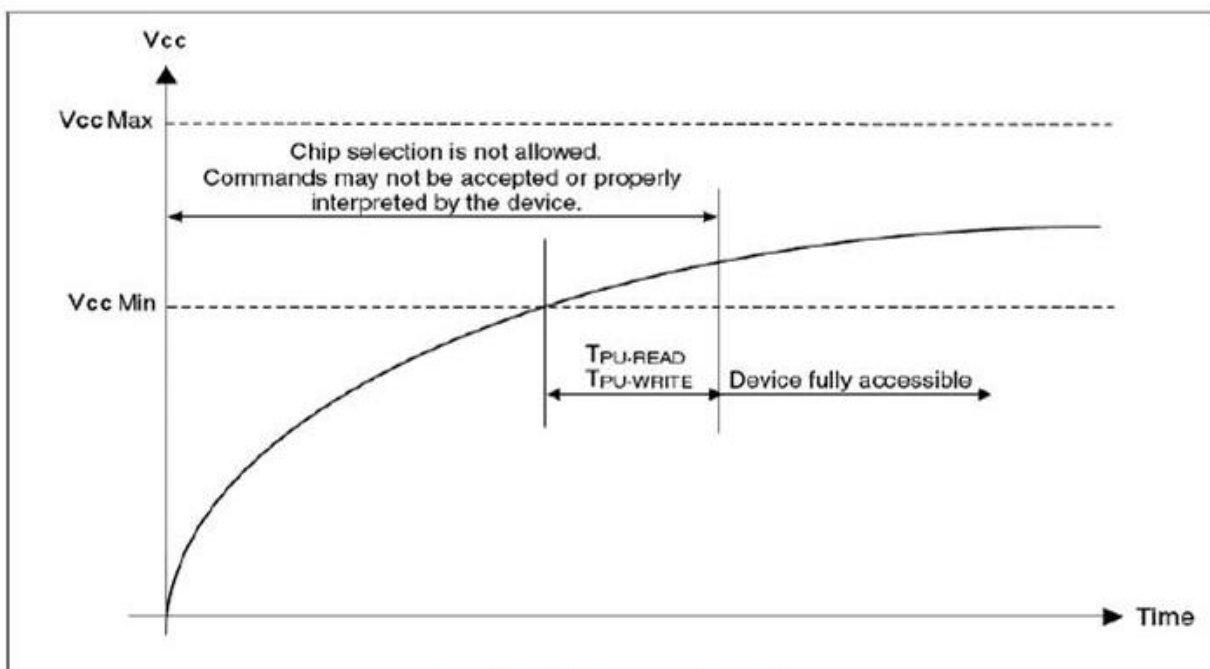 Vcc
Vcc Max
Chip selection is not allowed.
Commands may not be accepted or properly
interpreted by the device.
Vcc Min
TPU-READ
TPU-WRITE
Device fully accessible
Time